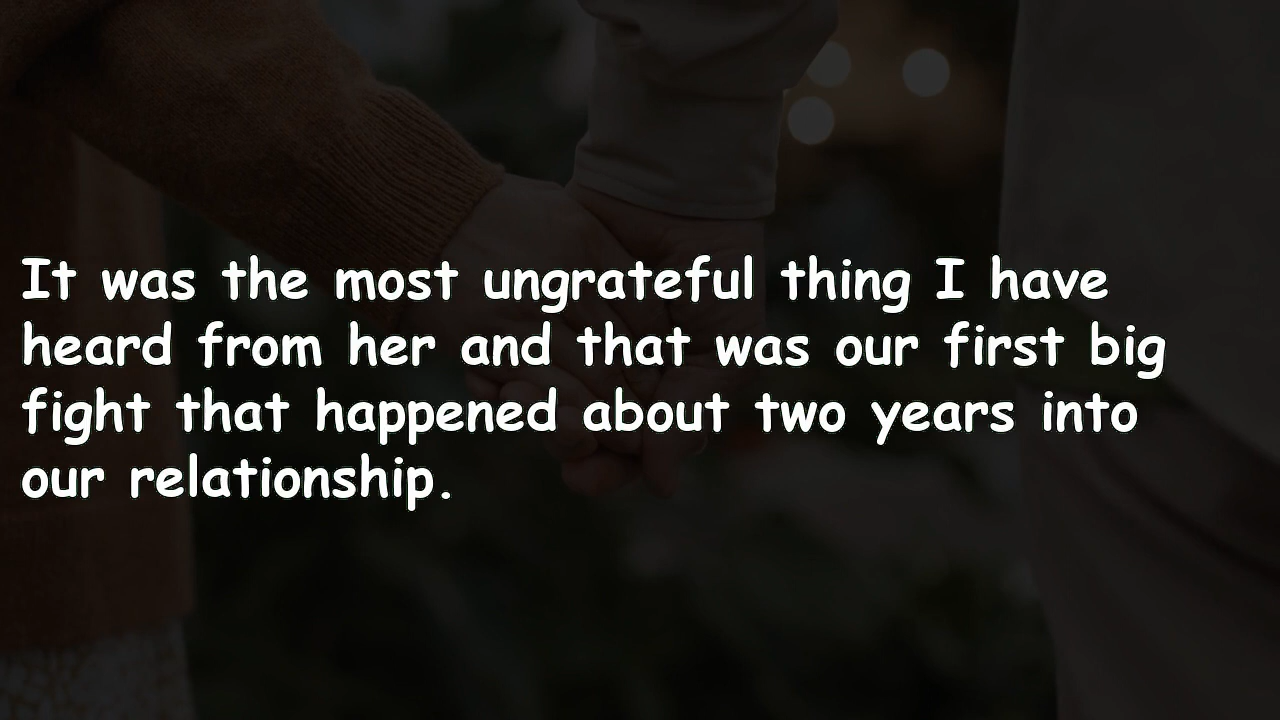 It was the most ungrateful thing I have
heard from her and that was our first big
fight that happened about two years into
our relationship.